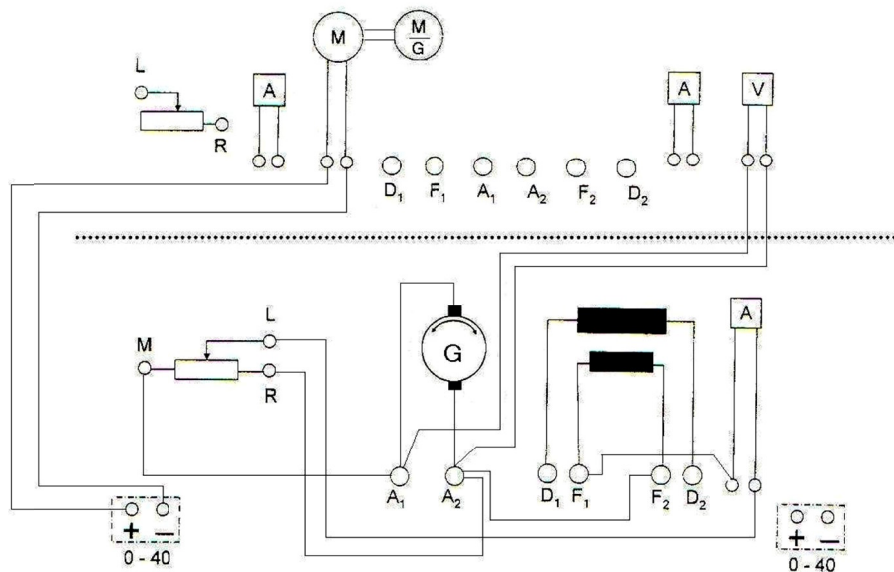 M
M
G
L
R
A
A
V
D₁ F₁ A₁ A₂ F₂ D₂
L
M
R
G
A
A₁ A₂ D₁ F₁ F₂ D₂
+ −
0 - 40
+ −
0 - 40